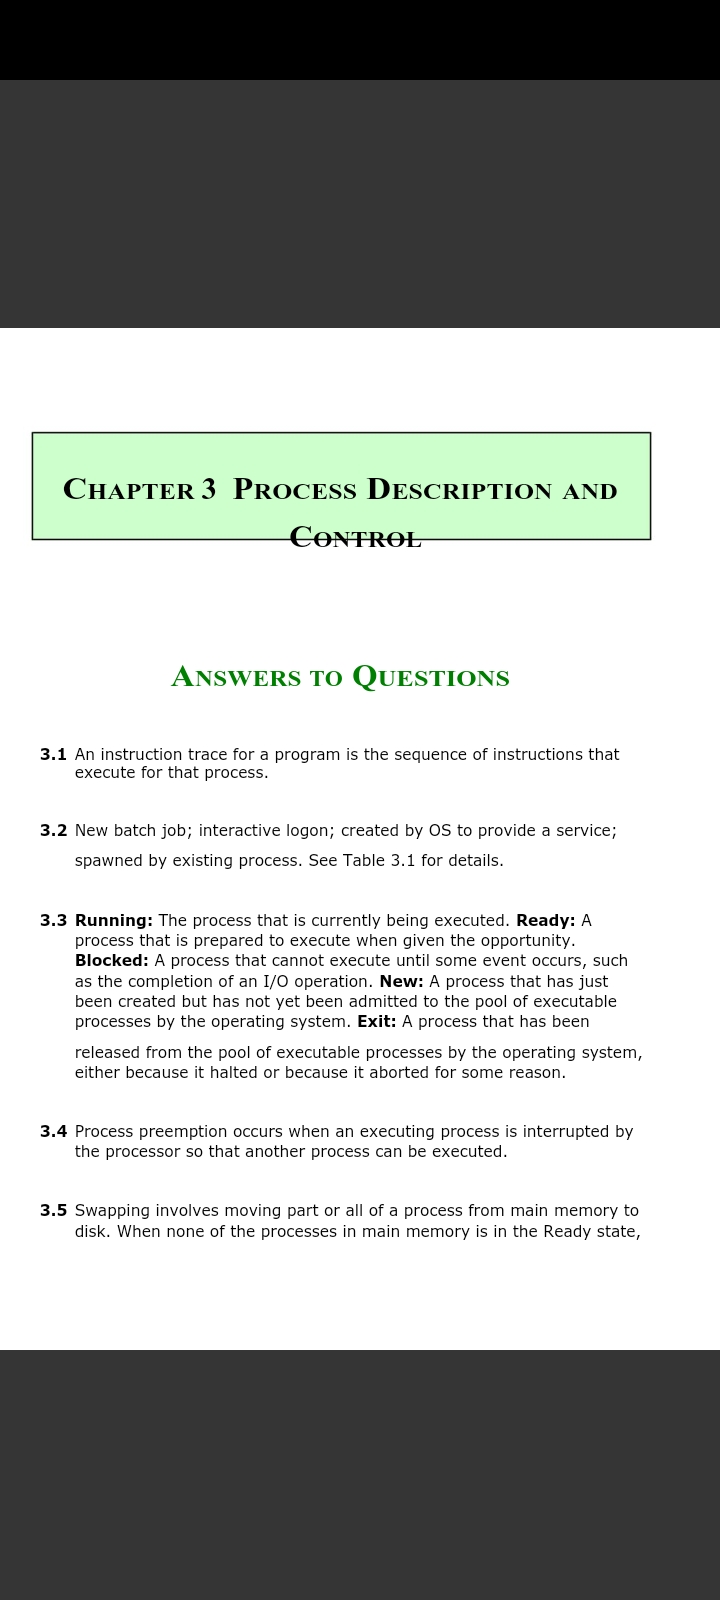 Chapter 3 Process Description and
Control
Answers to Questions
3.1 An instruction trace for a program is the sequence of instructions that
execute for that process.
3.2 New batch job; interactive logon; created by OS to provide a service;
spawned by existing process. See Table 3.1 for details.
3.3 Running: The process that is currently being executed. Ready: A
process that is prepared to execute when given the opportunity.
Blocked: A process that cannot execute until some event occurs, such
as the completion of an I/O operation. New: A process that has just
been created but has not yet been admitted to the pool of executable
processes by the operating system. Exit: A process that has been
released from the pool of executable processes by the operating system,
either because it halted or because it aborted for some reason.
3.4 Process preemption occurs when an executing process is interrupted by
the processor so that another process can be executed.
3.5 Swapping involves moving part or all of a process from main memory to
disk. When none of the processes in main memory is in the Ready state,